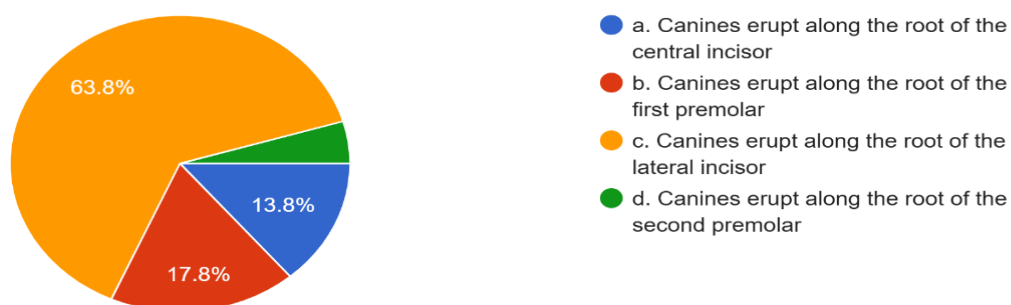 63.8%
13.8%
17.8%
a. Canines erupt along the root of the
central incisor
b. Canines erupt along the root of the
first premolar
c. Canines erupt along the root of the
lateral incisor
d. Canines erupt along the root of the
second premolar